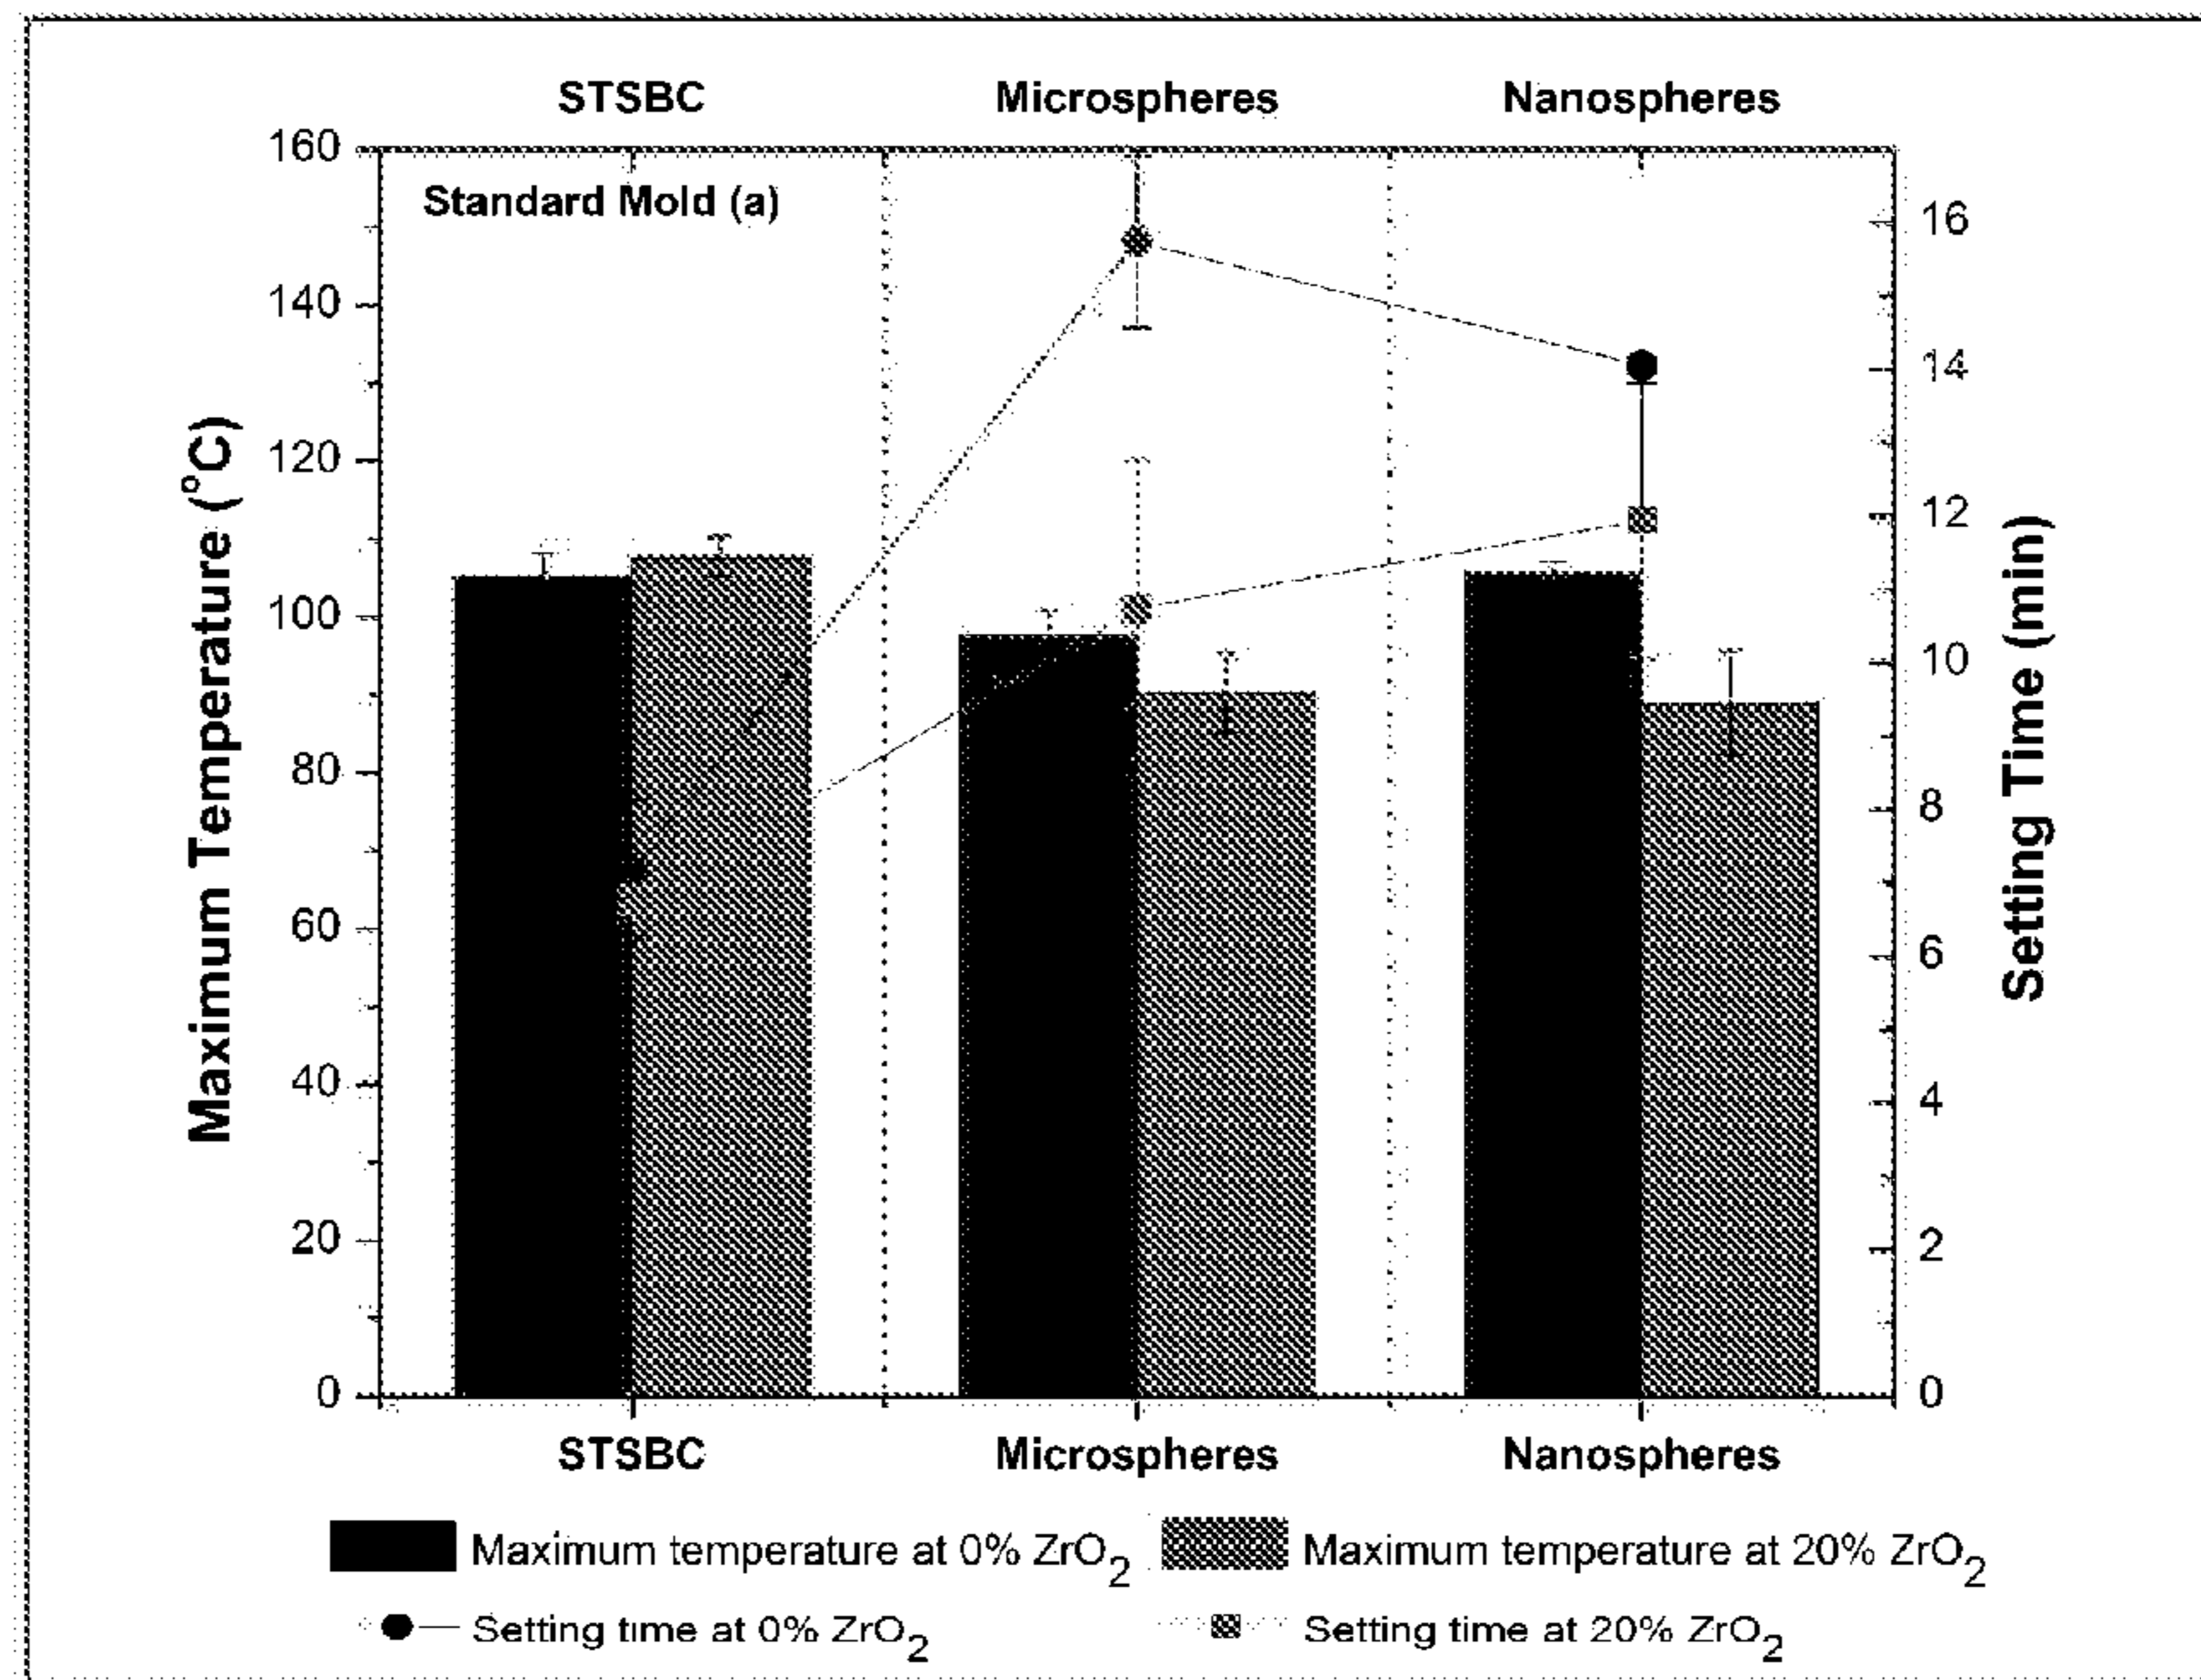 STSBC Microspheres Nanospheres
Standard Mold (a)
160
140
120
100
80
60
40
20
0
Maximum Temperature (°C)
16
14
12
10
8
6
4
2
0
Setting Time (min)
STSBC Microspheres Nanospheres
Maximum temperature at 0% ZrO₂ Maximum temperature at 20% ZrO₂
Setting time at 0% ZrO₂ Setting time at 20% ZrO₂